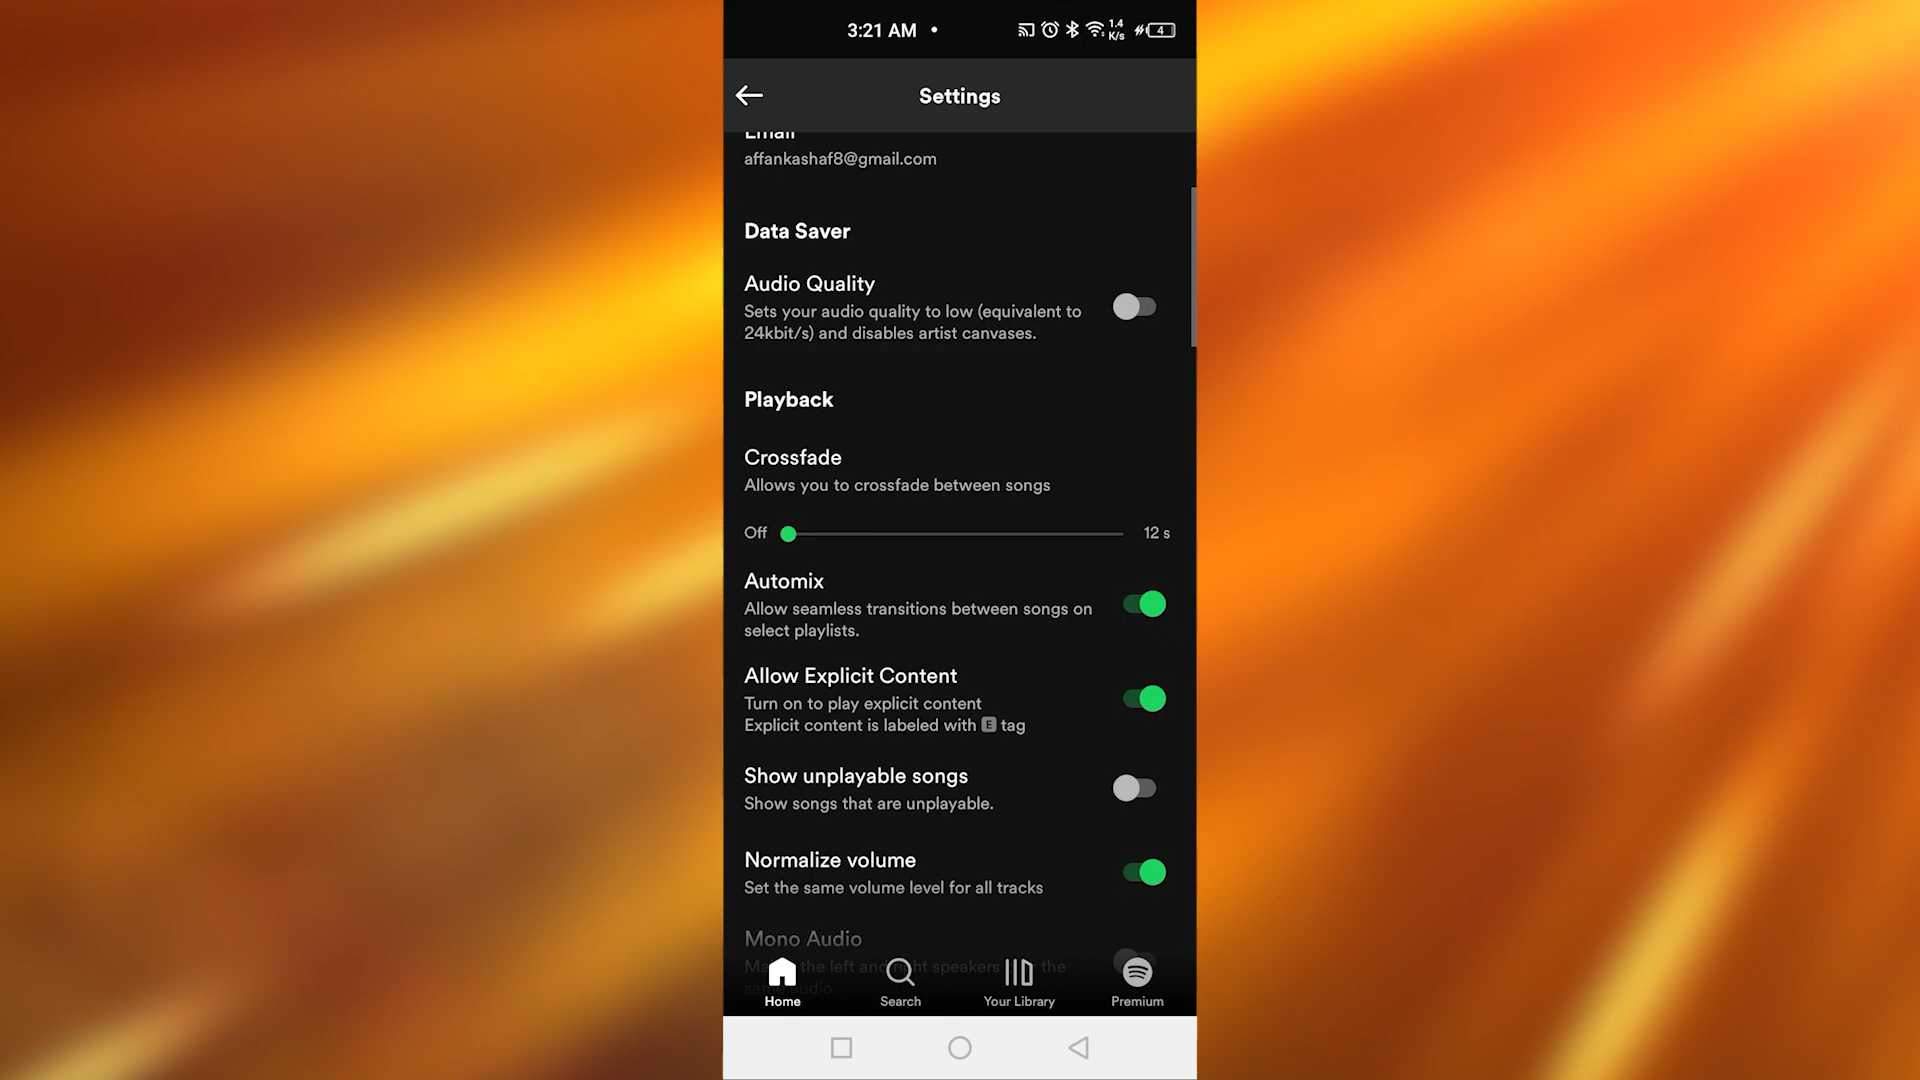 3:21 AM
1.4
K/s
4
Settings
Email
affankashaf8@gmail.com
Data Saver
Audio Quality
Sets your audio quality to low (equivalent to
24kbit/s) and disables artist canvases.
Playback
Crossfade
Allows you to crossfade between songs
Off
12 s
Automix
Allow seamless transitions between songs on
select playlists.
Allow Explicit Content
Turn on to play explicit content
Explicit content is labeled with E tag
Show unplayable songs
Show songs that are unplayable.
Normalize volume
Set the same volume level for all tracks
Mono Audio
the left and right speakers the
same audio.
Home
Search
Your Library
Premium